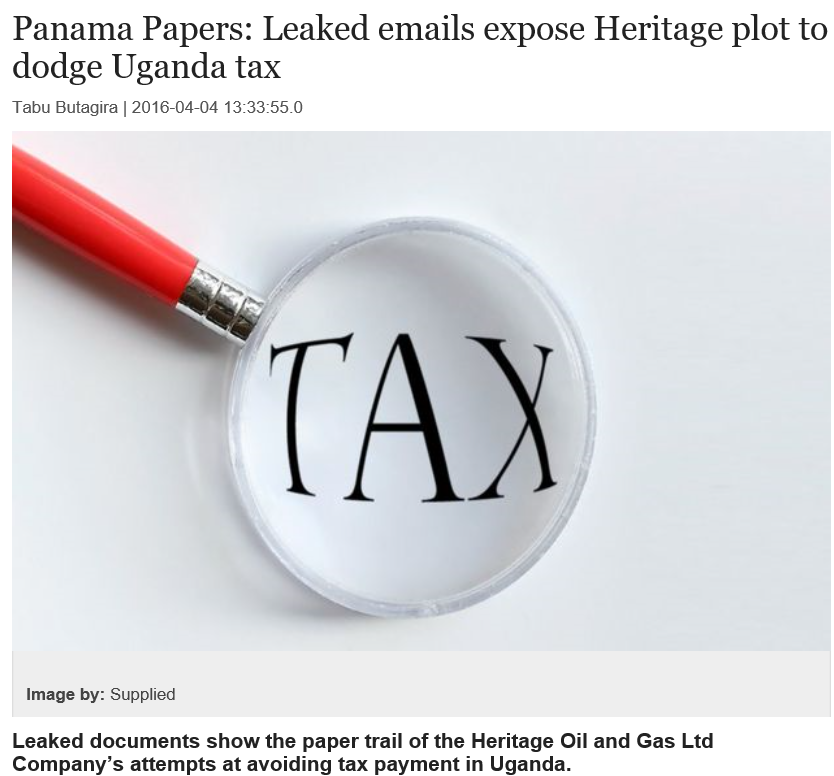 Panama Papers: Leaked emails expose Heritage plot to
dodge Uganda tax
Tabu Butagira | 2016-04-04 13:33:55.0
TAX
Image by: Supplied
Leaked documents show the paper trail of the Heritage Oil and Gas Ltd
Company’s attempts at avoiding tax payment in Uganda.